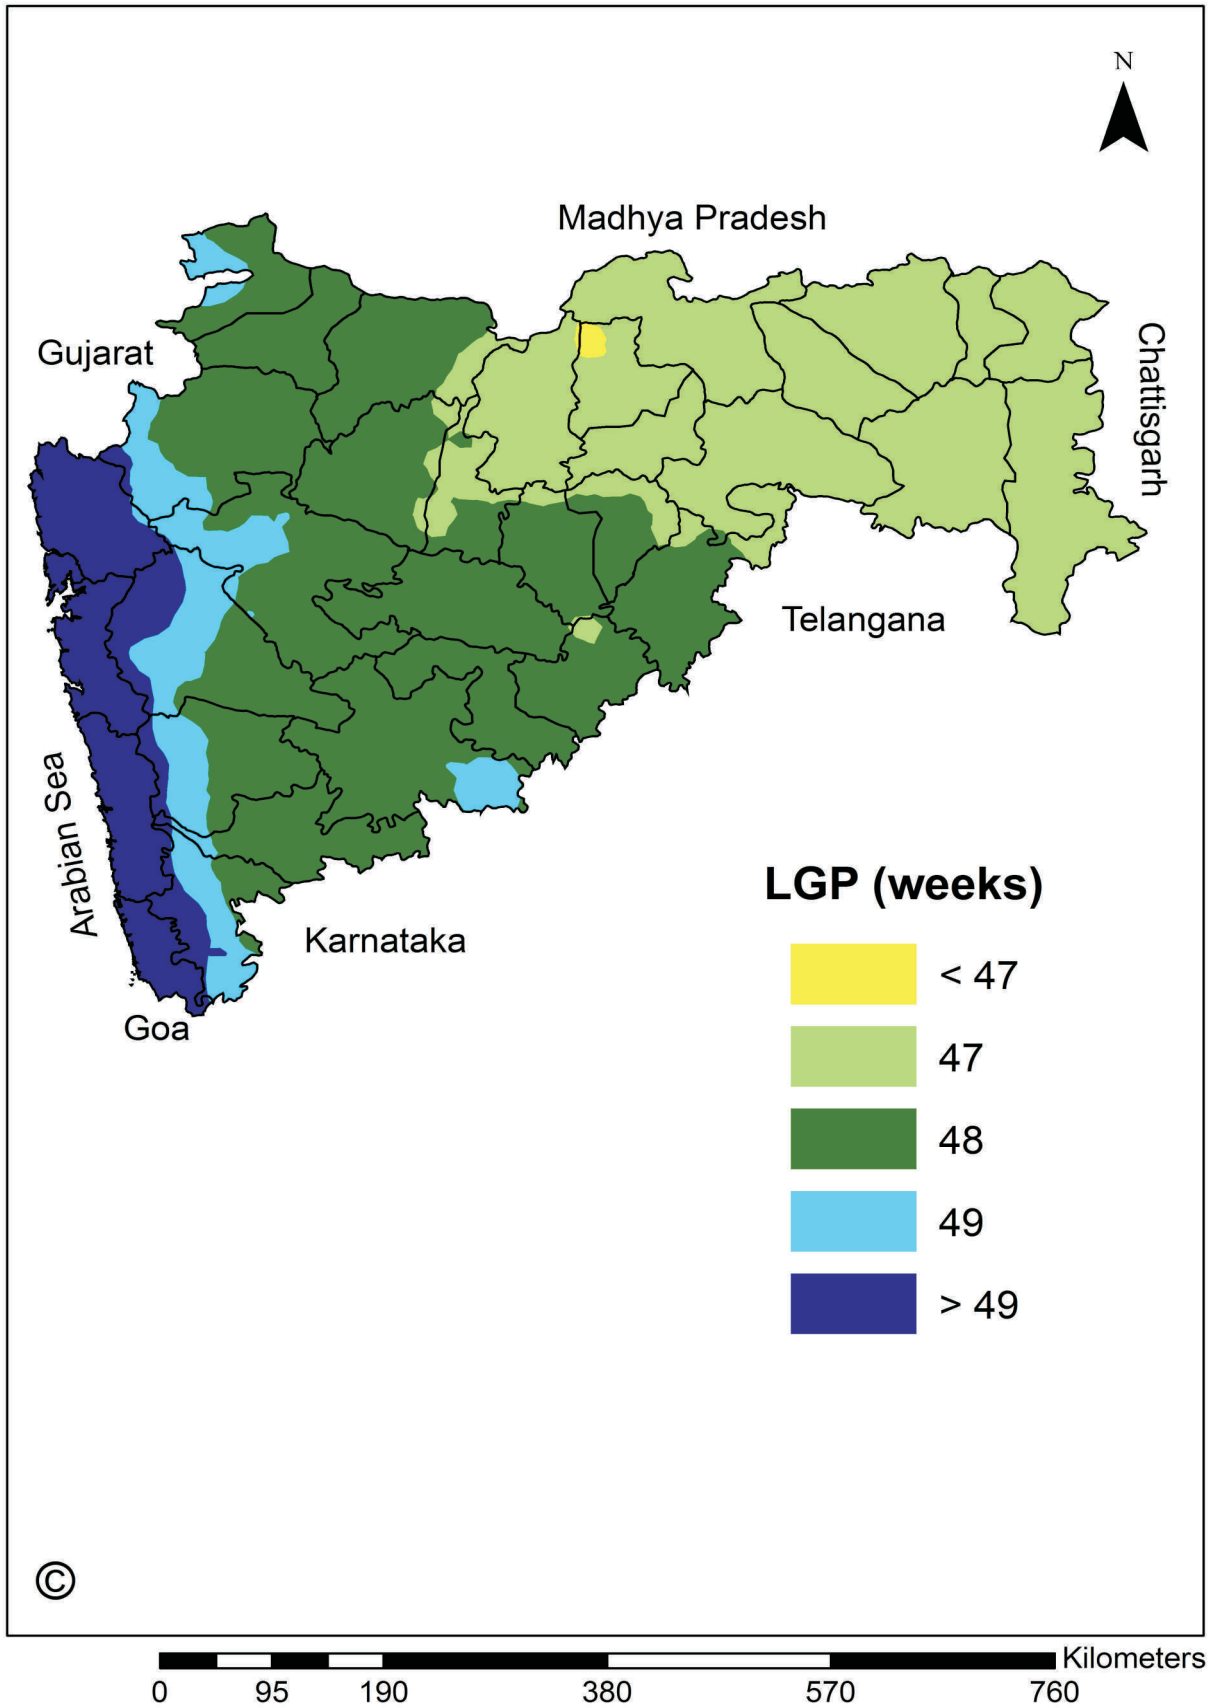 N
Madhya Pradesh
Gujarat
Chattisgarh
Telangana
Arabian Sea
Karnataka
Goa
LGP (weeks)
< 47
47
48
49
> 49
©
Kilometers
0 95 190 380 570 760